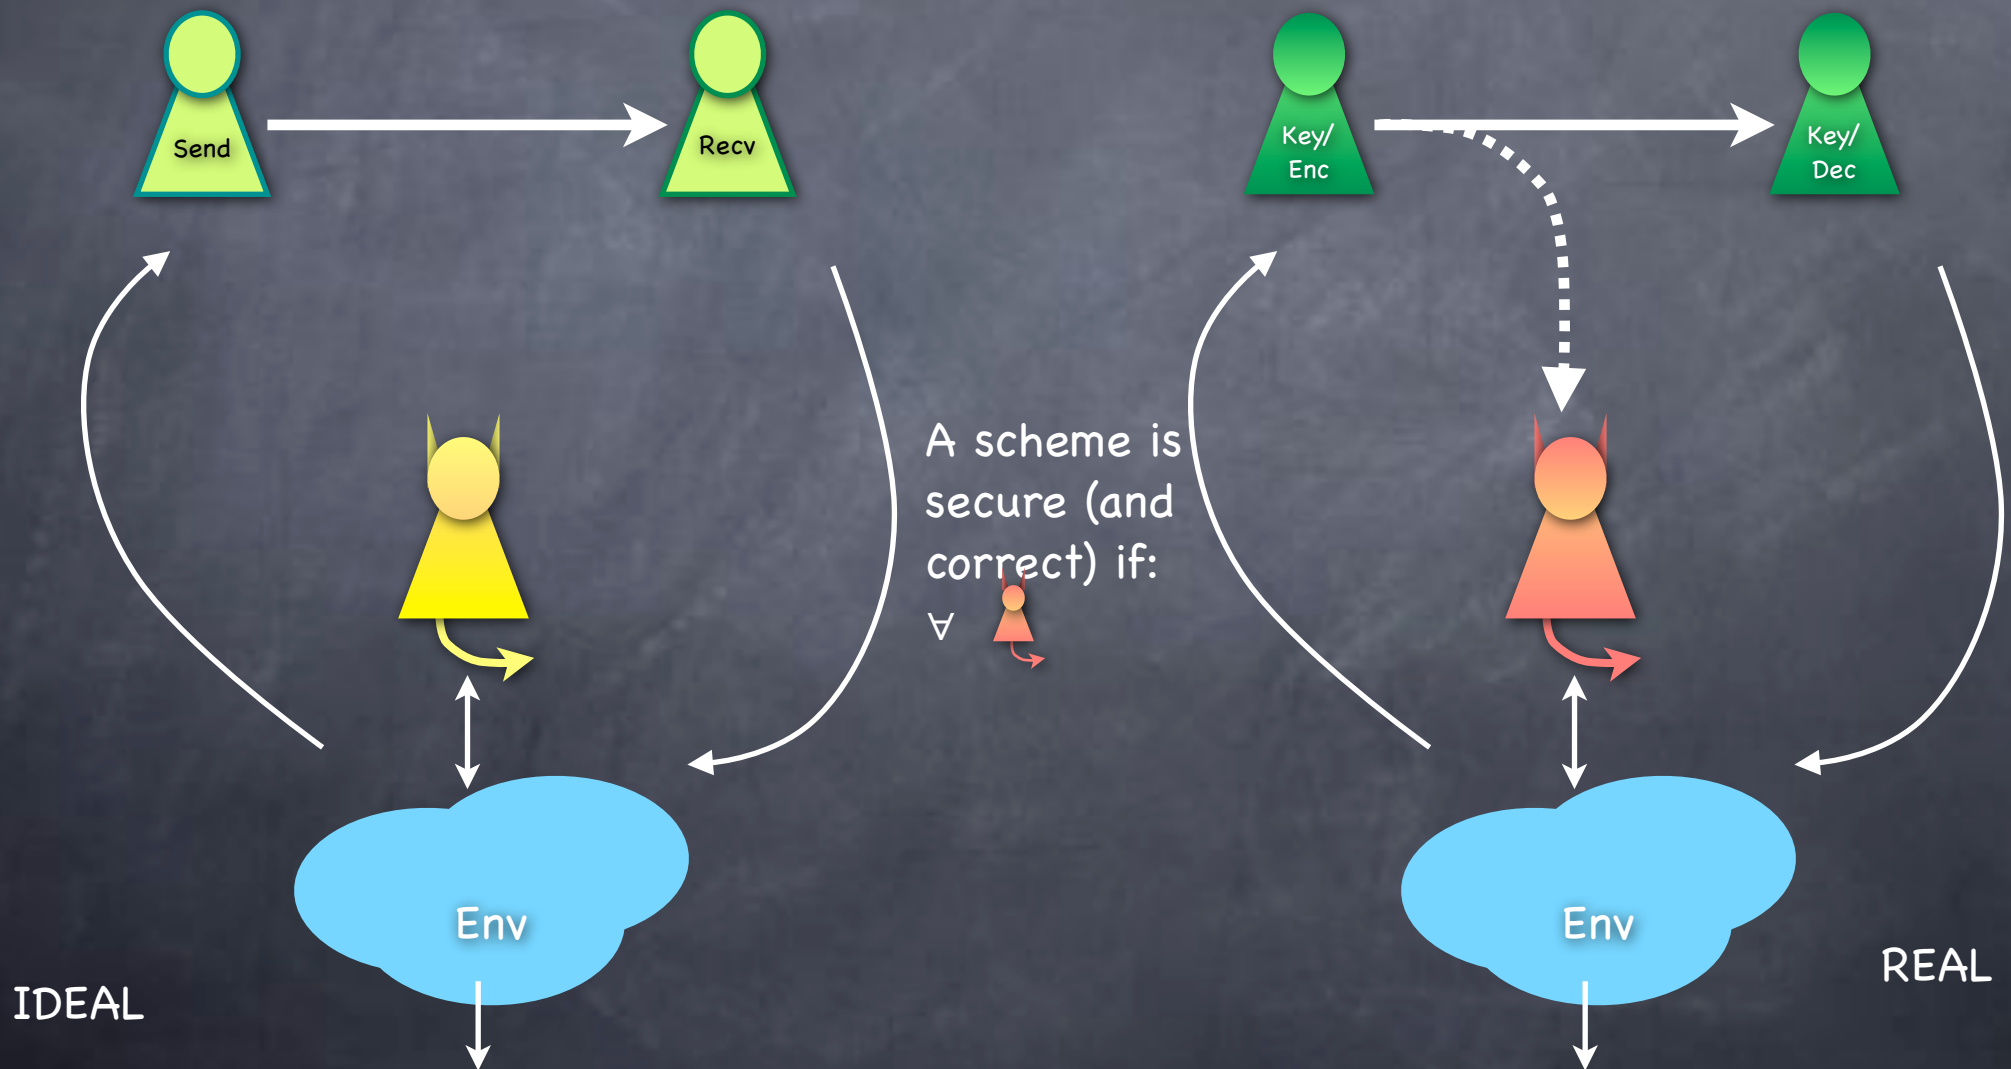 Send
Recv
Key/
Enc
Key/
Dec
A scheme is
secure (and
correct) if:
∀
Env
Env
IDEAL
REAL